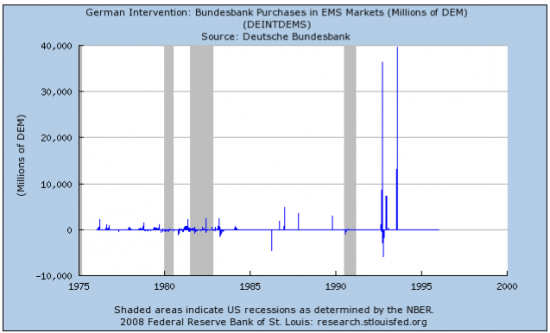 German Intervention: Bundesbank Purchases in EMS Markets (Millions of DEM)
(DEINTDEMS)
Source: Deutsche Bundesbank
40,000
30,000
20,000
10,000
0
-10,000
(Millions of DEM)
1975 1980 1985 1990 1995 2000
Shaded areas indicate US recessions as determined by the NBER.
2008 Federal Reserve Bank of St. Louis: research.stlouisfed.org